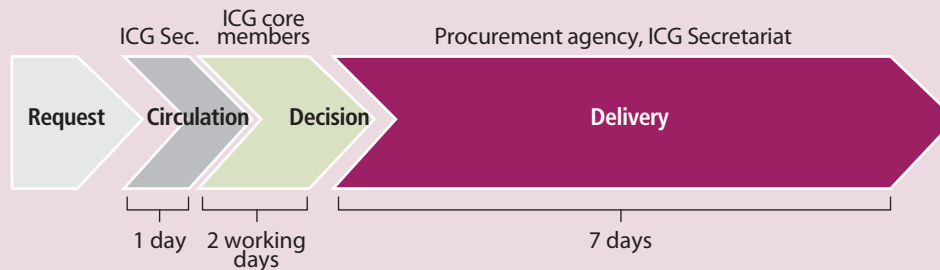 ICG Sec.
ICG core
members
Procurement agency, ICG Secretariat
Request
Circulation
Decision
Delivery
1 day
2 working
days
7 days